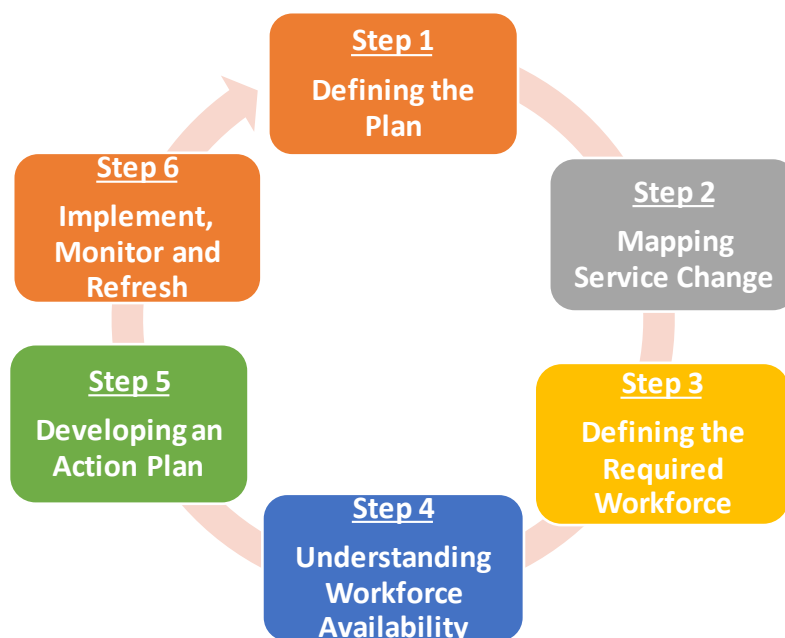 Step 1
Defining the
Plan
Step 2
Mapping
Service Change
Step 3
Defining the
Required
Workforce
Step 4
Understanding
Workforce
Availability
Step 5
Developing an
Action Plan
Step 6
Implement,
Monitor and
Refresh